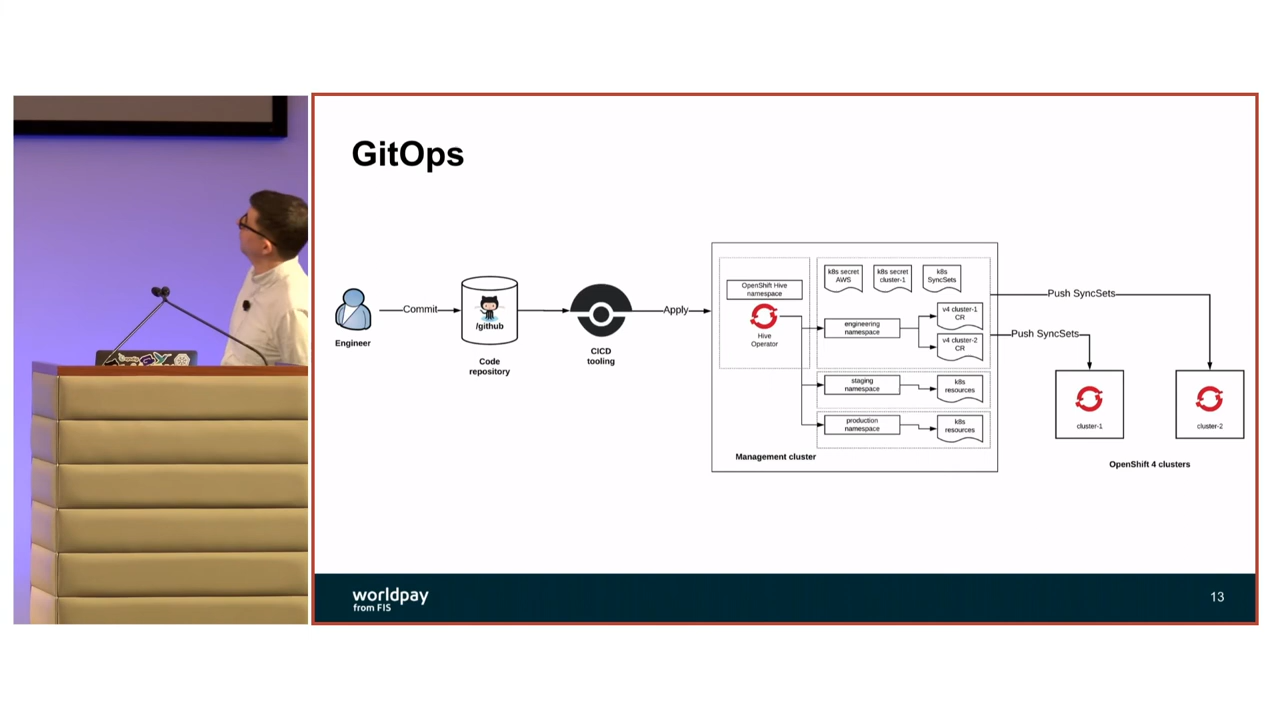 GitOps
Engineer
Commit
/github
Code
repository
CICD
tooling
Apply
OpenShift Hive
namespace
Hive
Operator
k8s secret
AWS
k8s secret
cluster-1
k8s
SyncSets
engineering
namespace
v4 cluster-1
CR
v4 cluster-2
CR
staging
namespace
k8s
resources
production
namespace
k8s
resources
Management cluster
Push SyncSets
Push SyncSets
cluster-1
cluster-2
OpenShift 4 clusters
worldpay
from FIS
13